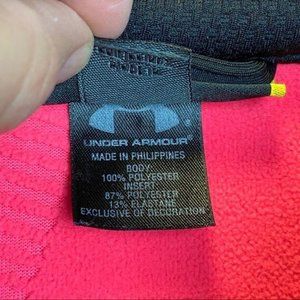 UNDER ARMOUR
MADE IN PHILIPPINES
BODY:
100% POLYESTER
INSERT:
87% POLYESTER
13% ELASTANE
EXCLUSIVE OF DECORATION